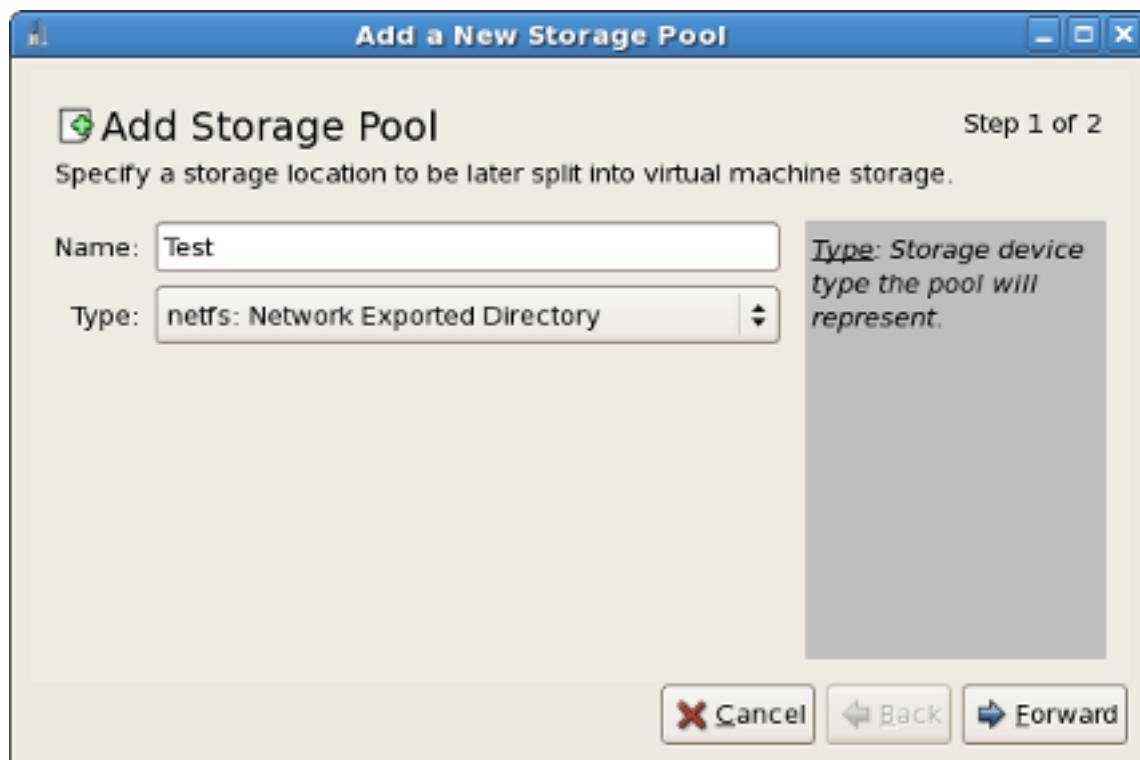 Add a New Storage Pool
Add Storage Pool
Step 1 of 2
Specify a storage location to be later split into virtual machine storage.
Name: Test
Type: netfs: Network Exported Directory
Type: Storage device
type the pool will
represent.
Cancel
Back
Forward